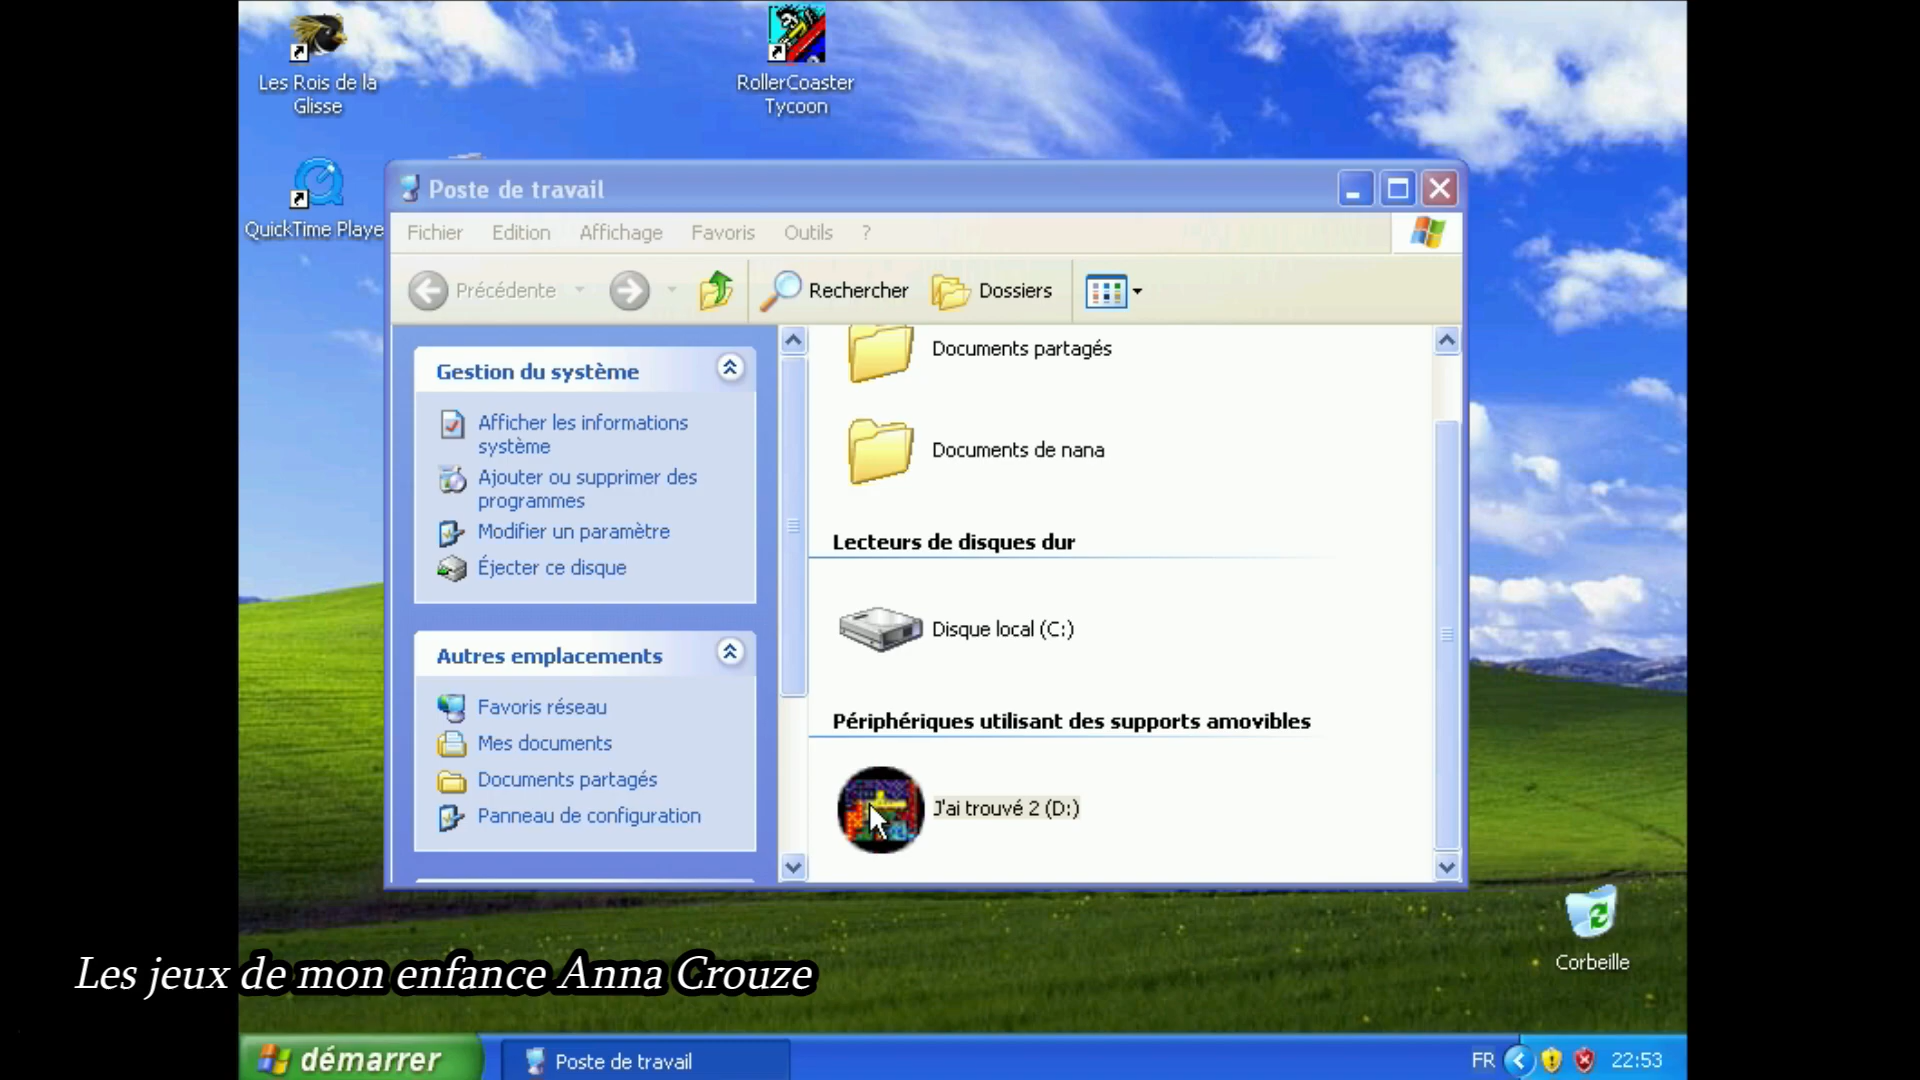 Les Rois de la
Glisse
RollerCoaster
Tycoon
QuickTime Playe
Poste de travail
Fichier Edition Affichage Favoris Outils ?
Précédente Rechercher Dossiers
Gestion du système
Afficher les informations
système
Ajouter ou supprimer des
programmes
Modifier un paramètre
Éjecter ce disque
Autres emplacements
Favoris réseau
Mes documents
Documents partagés
Panneau de configuration
Documents partagés
Documents de nana
Lecteurs de disques dur
Disque local (C:)
Périphériques utilisant des supports amovibles
J'ai trouvé 2 (D:)
Corbeille
Les jeux de mon enfance Anna Crouze
démarrer
Poste de travail
FR 22:53